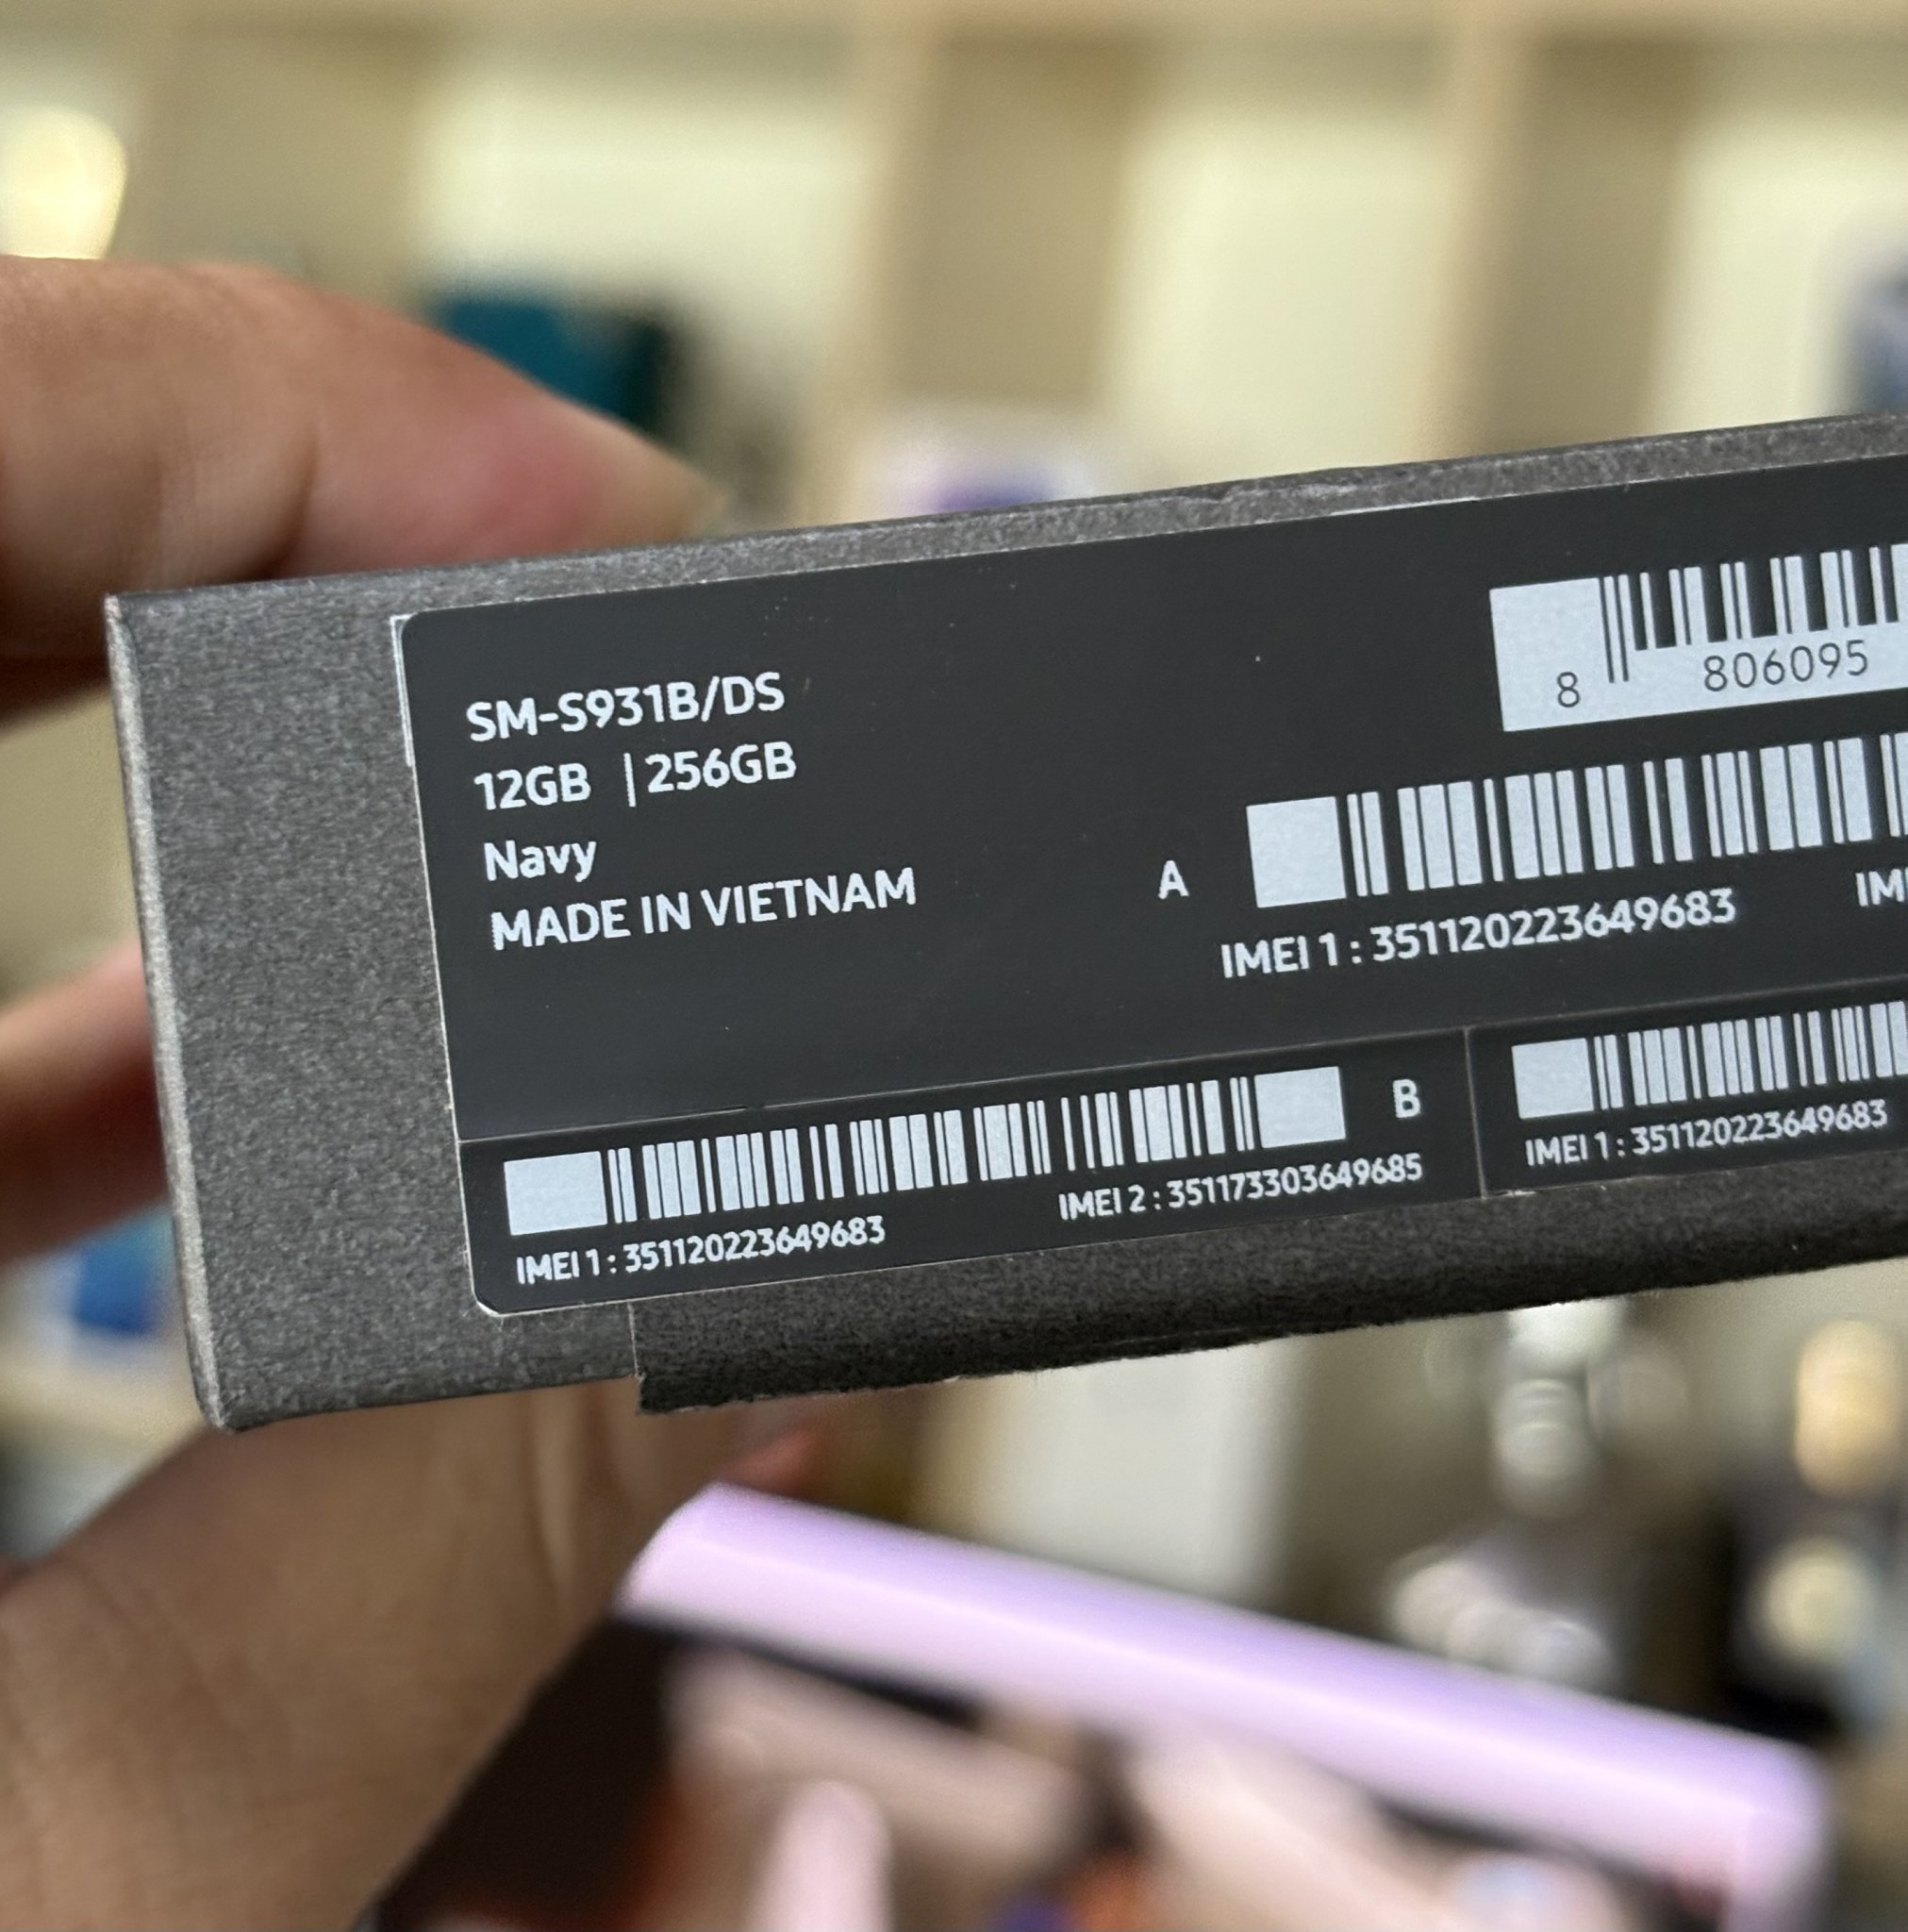 SM-S931B/DS
12GB | 256GB
Navy
MADE IN VIETNAM
8 806095
A
IMEI 1 : 351120223649683
IM
B
IMEI 1 : 351120223649683
IMEI 2 : 351173303649685
IMEI 1 : 351120223649683